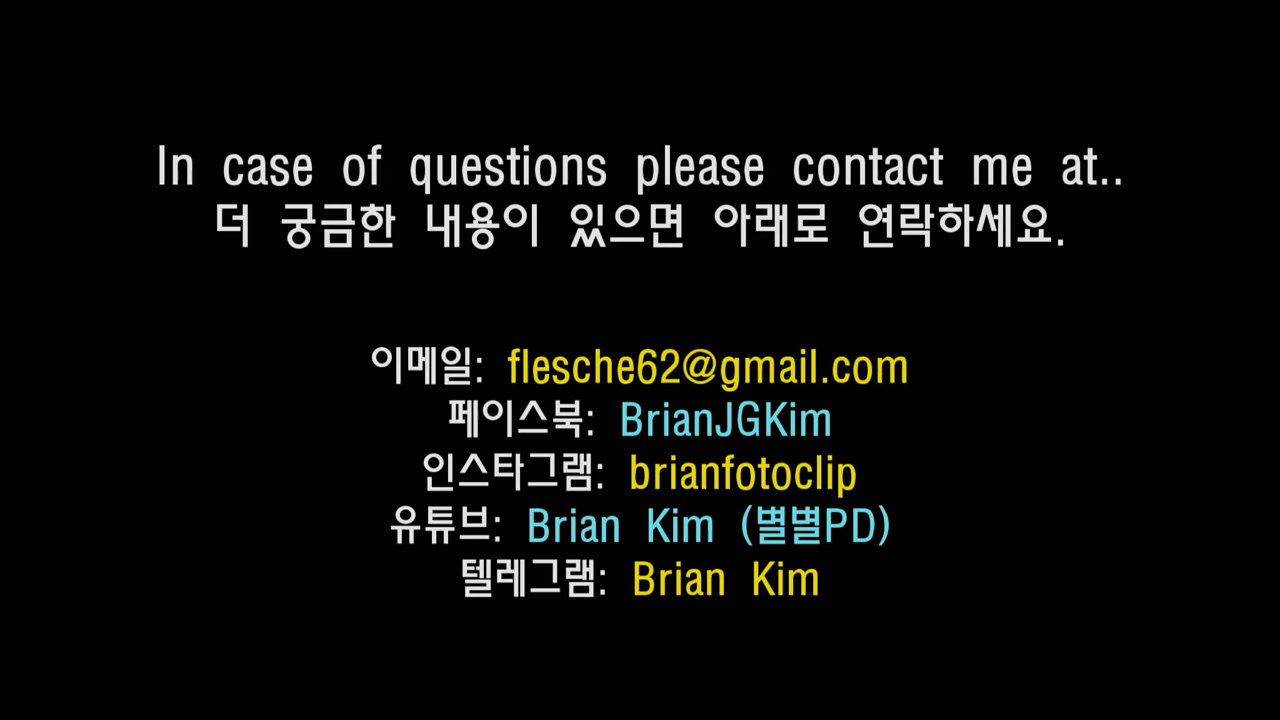 In case of questions please contact me at..
더 궁금한 내용이 있으면 아래로 연락하세요.
이메일: flesche62@gmail.com
페이스북: BrianJGKim
인스타그램: brianfotoclip
유튜브: Brian Kim (별별PD)
텔레그램: Brian Kim